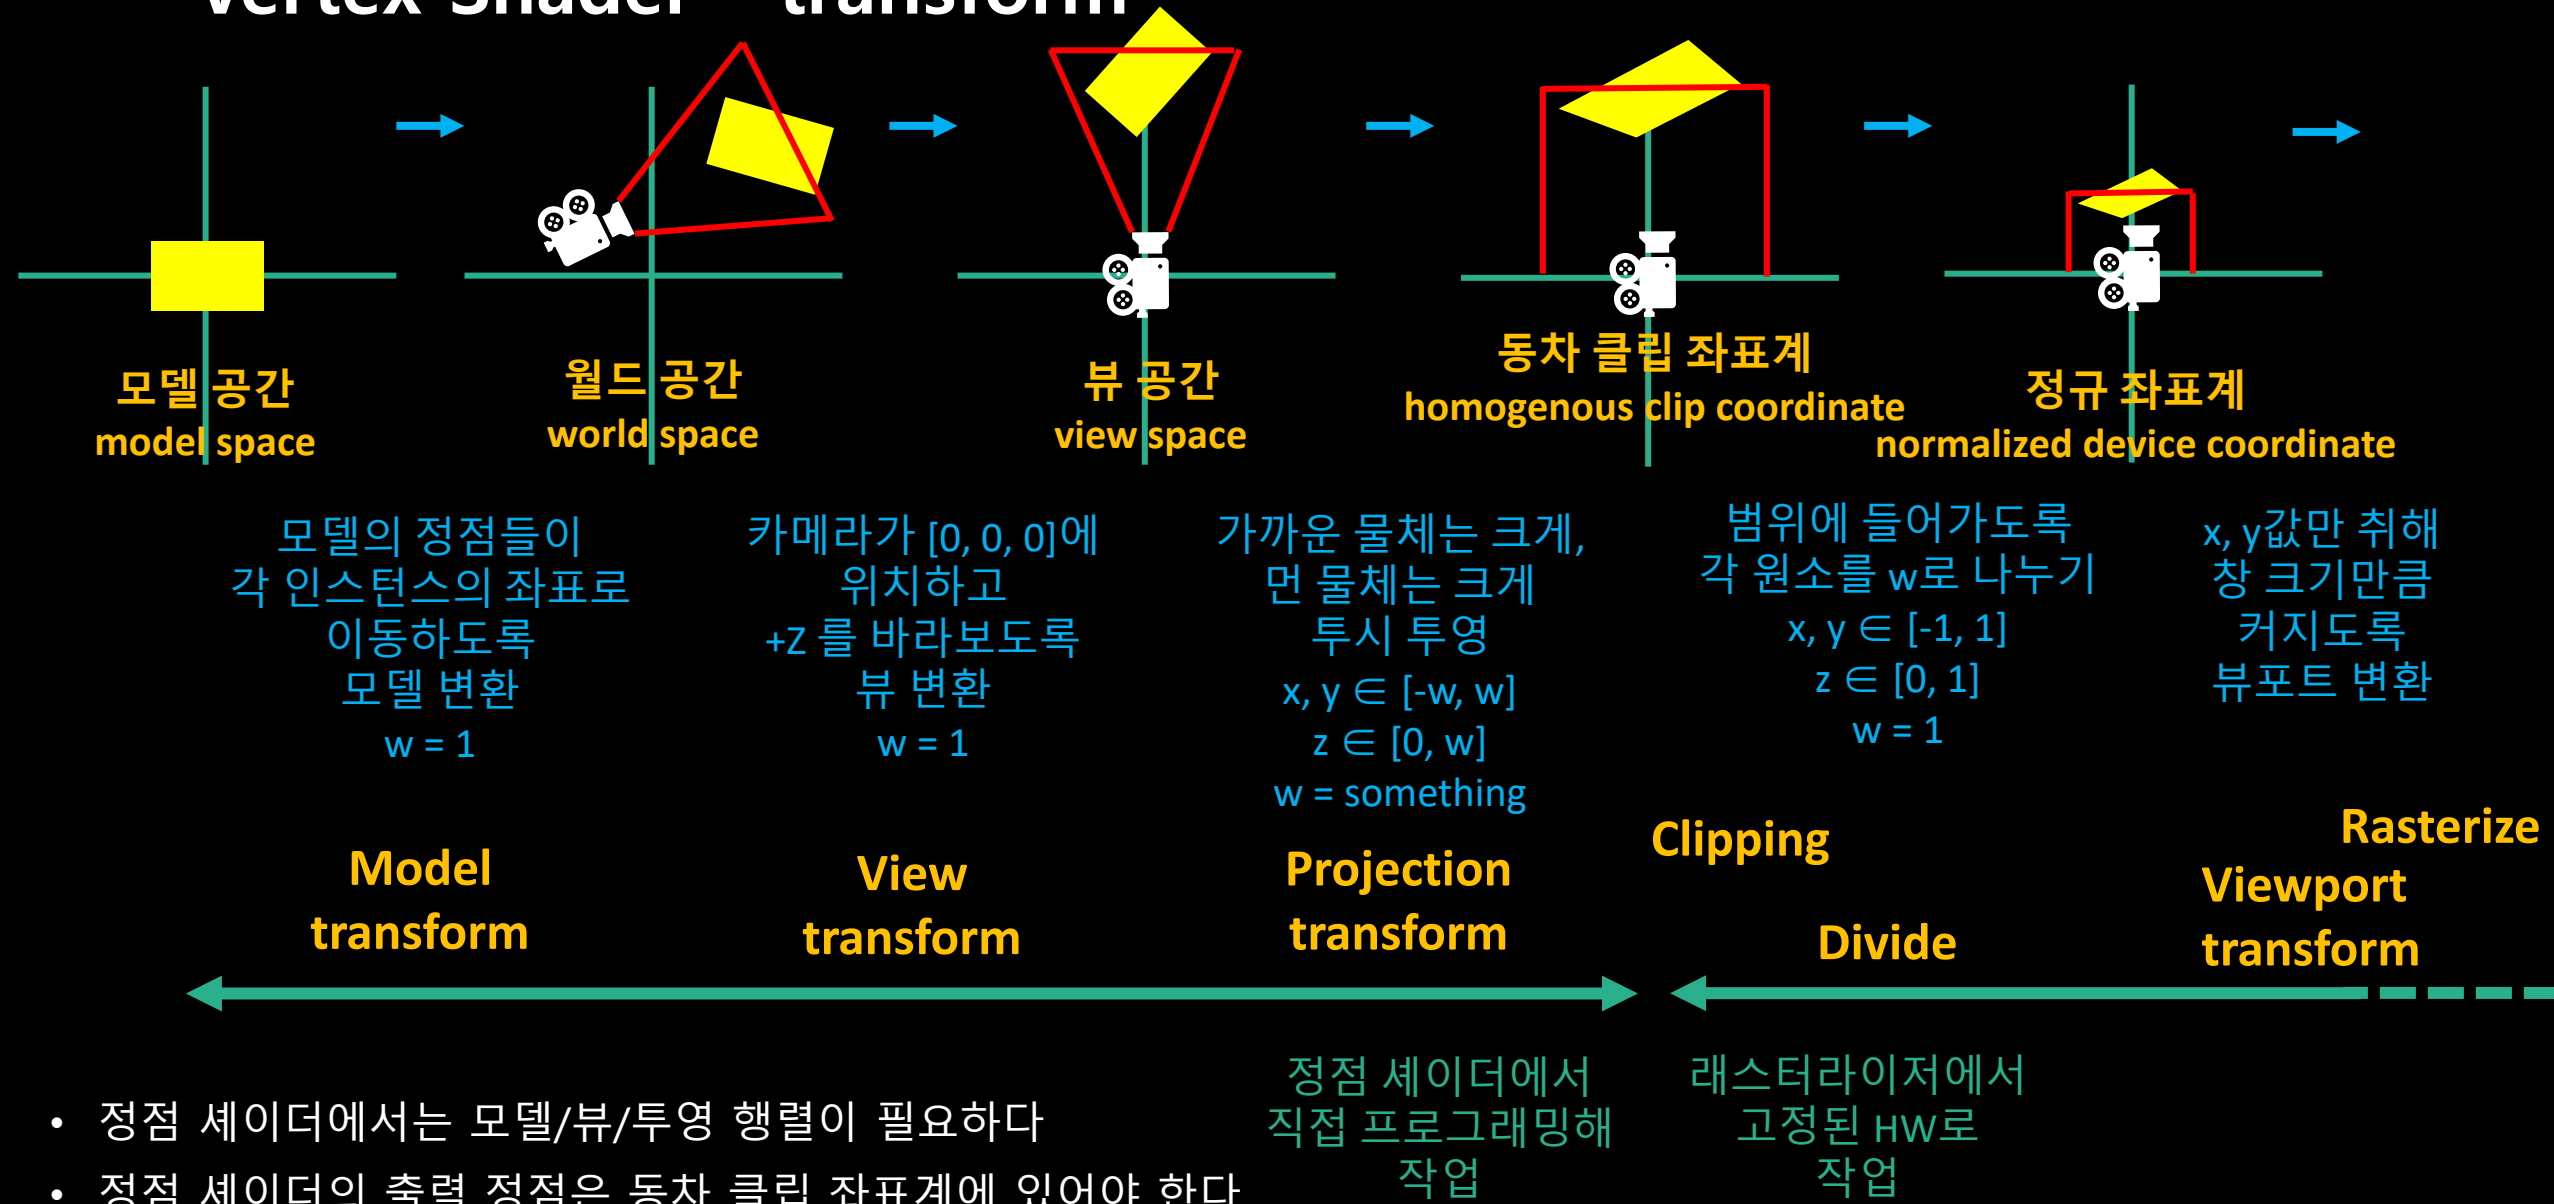 Vertex Shader - transform
모델 공간
model space
월드 공간
world space
뷰 공간
view space
동차 클립 좌표계
homogenous clip coordinate
정규 좌표계
normalized device coordinate
모델의 정점들이
각 인스턴스의 좌표로
이동하도록
모델 변환
w = 1
카메라가 [0, 0, 0]에
위치하고
+Z 를 바라보도록
뷰 변환
w = 1
가까운 물체는 크게,
먼 물체는 크게
투시 투영
x, y ∈ [-w, w]
z ∈ [0, w]
w = something
범위에 들어가도록
각 원소를 w로 나누기
x, y ∈ [-1, 1]
z ∈ [0, 1]
w = 1
x, y값만 취해
창 크기만큼
커지도록
뷰포트 변환
Model
transform
View
transform
Projection
transform
Clipping
Divide
Viewport
transform
Rasterize
정점 셰이더에서
직접 프로그래밍해
작업
래스터라이저에서
고정된 HW로
작업
• 정점 셰이더에서는 모델/뷰/투영 행렬이 필요하다
• 정점 셰이더의 출력 정점은 동차 클립 좌표계에 있어야 한다